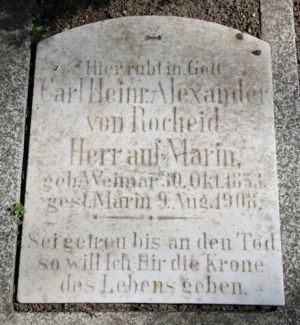 Hier ruht in Gott
Carl Heinr. Alexander
von Rocheid
Herr auf Marin,
geb. Weimar 30. Okt. 1853.
gest. Marin 9. Aug. 1908.
Sei getreu bis an den Tod
so will Ich Dir die Krone
des Lebens geben.